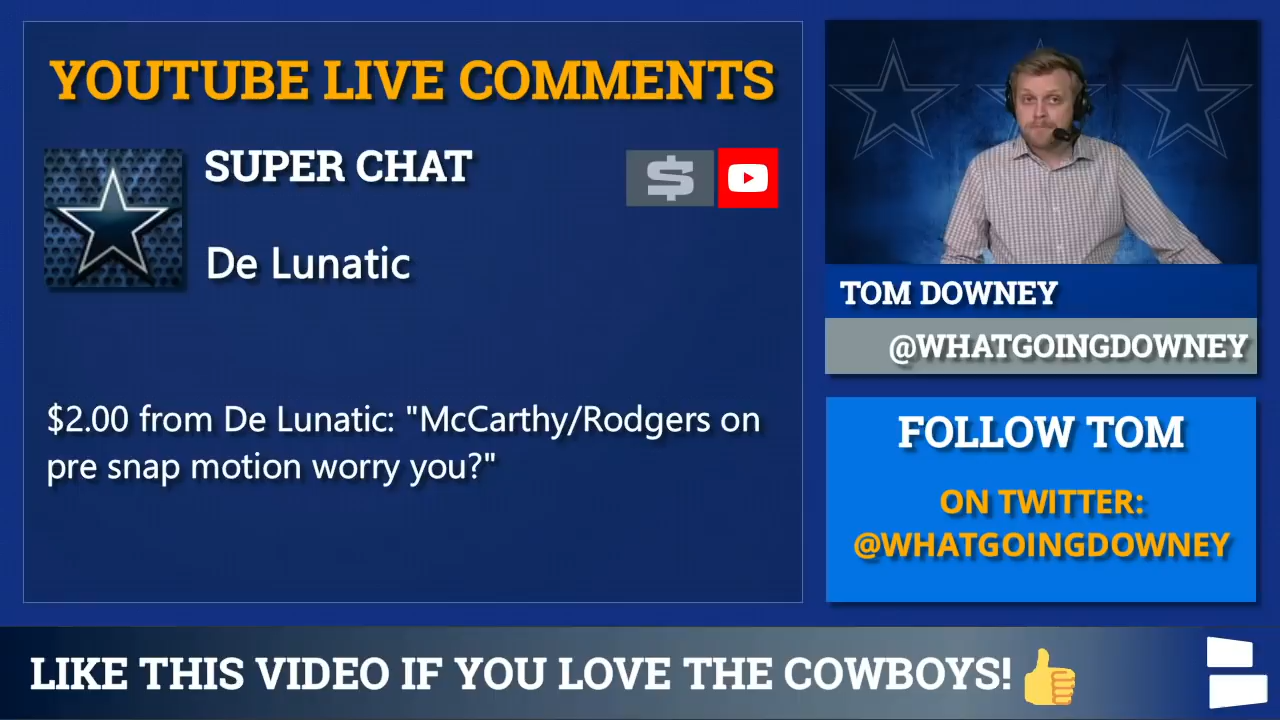 YOUTUBE LIVE COMMENTS
SUPER CHAT
$
De Lunatic
$2.00 from De Lunatic: "McCarthy/Rodgers on
pre snap motion worry you?"
TOM DOWNEY
@WHATGOINGDOWNEY
FOLLOW TOM
ON TWITTER:
@WHATGOINGDOWNEY
LIKE THIS VIDEO IF YOU LOVE THE COWBOYS!